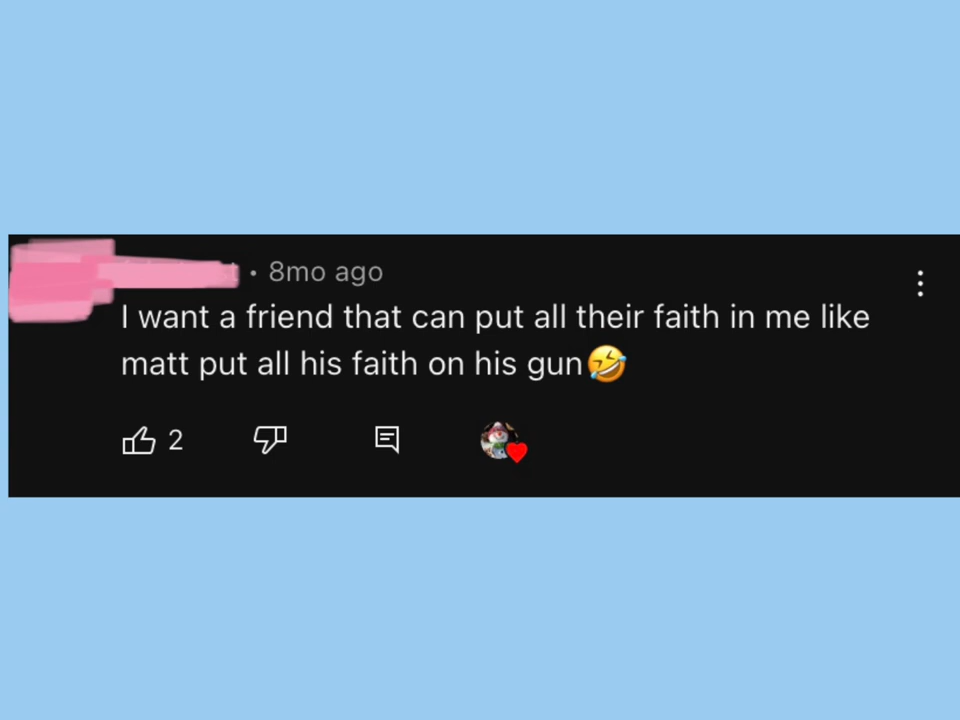 • 8mo ago
I want a friend that can put all their faith in me like
matt put all his faith on his gun🤣
2